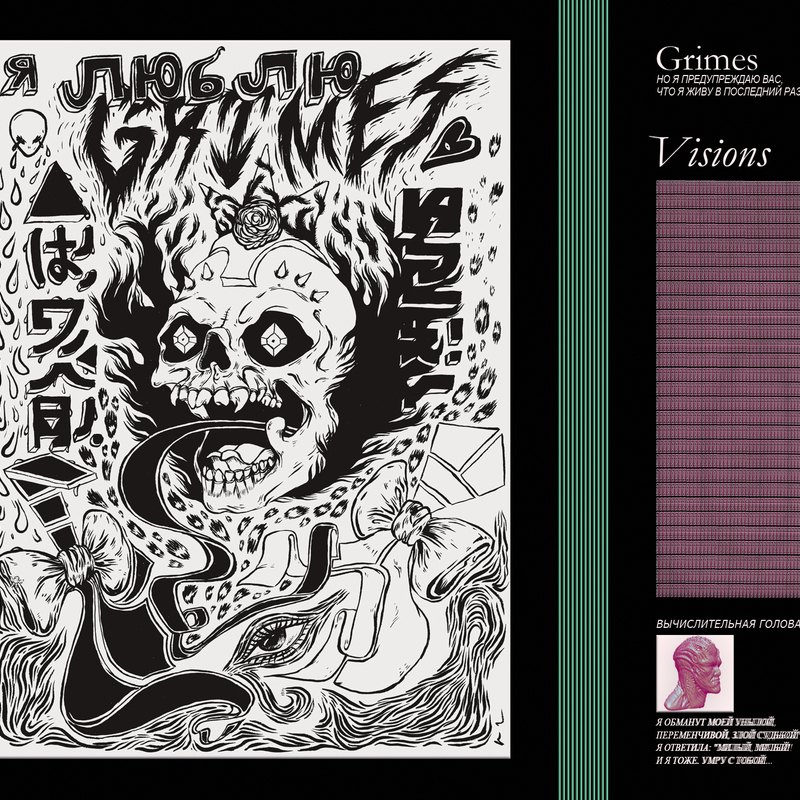 Я ЛЮБЛЮ
GRIMES
Grimes
НО Я ПРЕДУПРЕЖДАЮ ВАС,
ЧТО Я ЖИВУ В ПОСЛЕДНИЙ РАЗ
Visions
ВЫЧИСЛИТЕЛЬНАЯ ГОЛОВА
Я ОБМАНУТ МОЕЙ УНЫЛОЙ,
ПЕРЕМЕНЧИВОЙ, ЗЛОЙ СУДЬБОЙ"
Я ОТВЕТИЛА: "МИЛЫЙ, МИЛЫЙ!
И Я ТОЖЕ. УМРУ С ТОБОЙ...